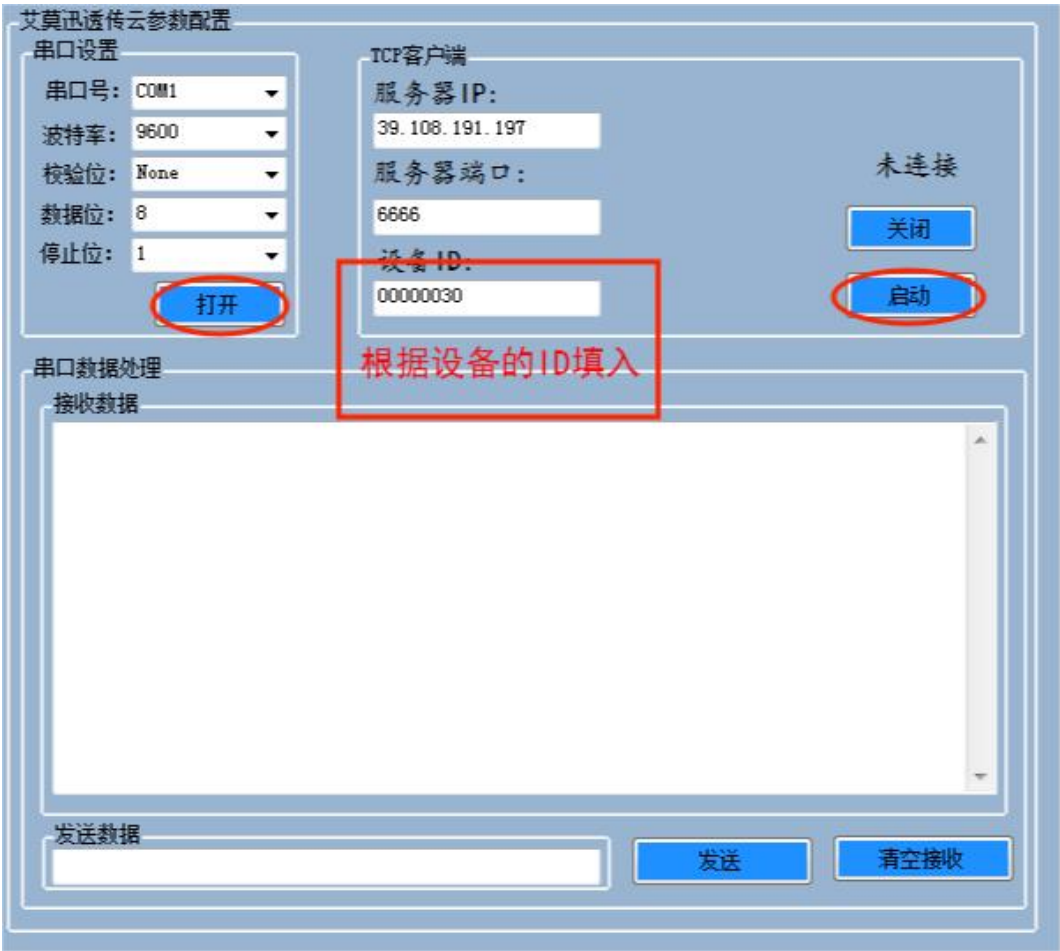 艾莫迅透传云参数配置
串口设置
串口号: COM1
波特率: 9600
校验位: None
数据位: 8
停止位: 1
打开
TCP客户端
服务器IP:
39.108.191.197
服务器端口:
6666
设备ID:
00000030
未连接
关闭
启动
根据设备的ID填入
串口数据处理
接收数据
发送数据
发送
清空接收